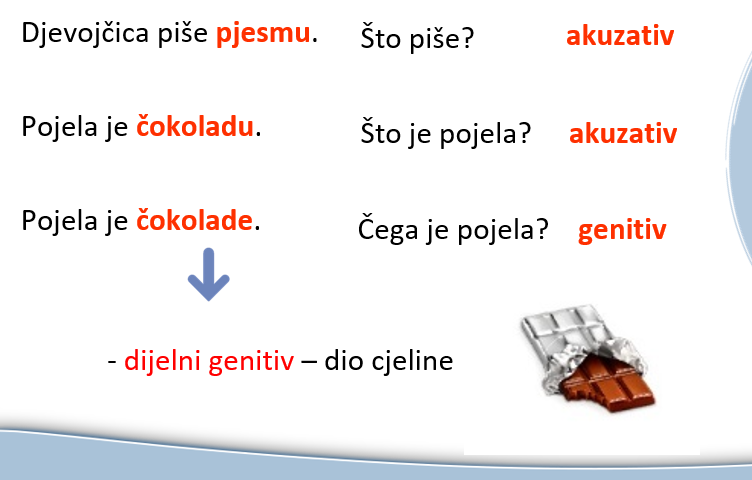 Djevojčica piše pjesmu. Što piše? akuzativ
Pojela je čokoladu. Što je pojela? akuzativ
Pojela je čokolade. Čega je pojela? genitiv
- dijelni genitiv – dio cjeline